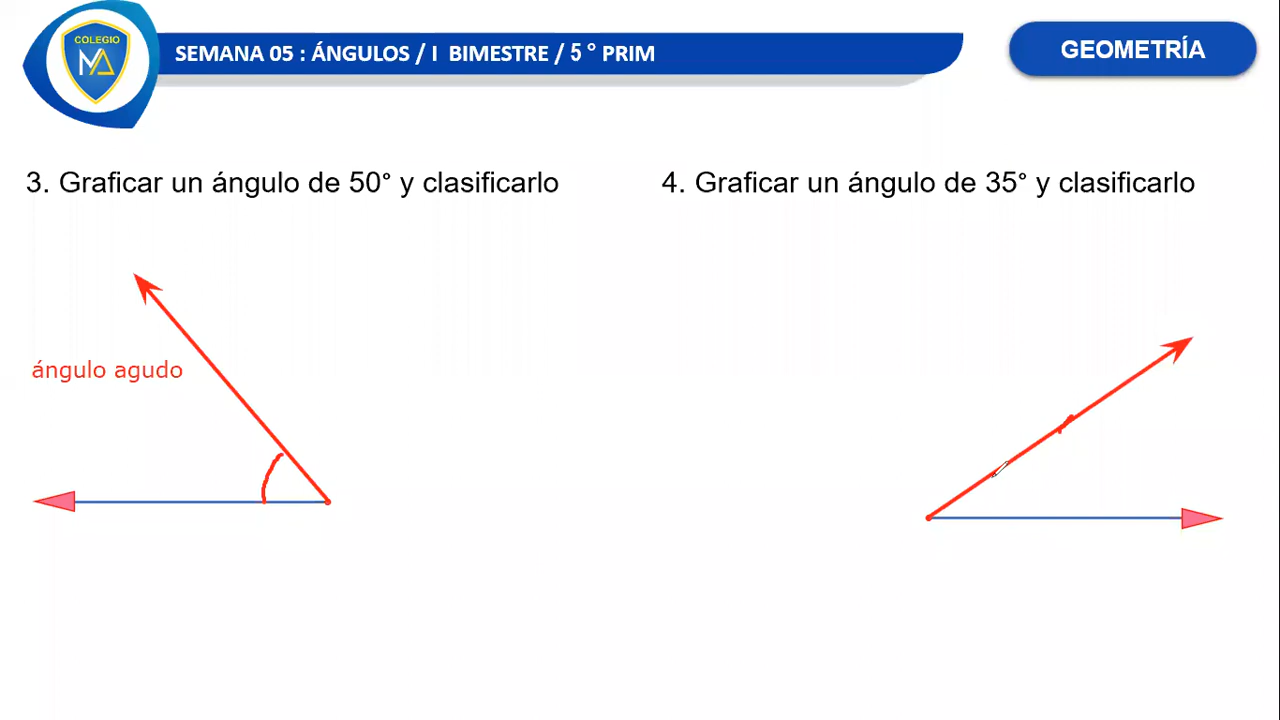 COLEGIO
MA
SEMANA 05 : ÁNGULOS / I BIMESTRE / 5 ° PRIM
GEOMETRÍA
3. Graficar un ángulo de 50° y clasificarlo
4. Graficar un ángulo de 35° y clasificarlo
ángulo agudo